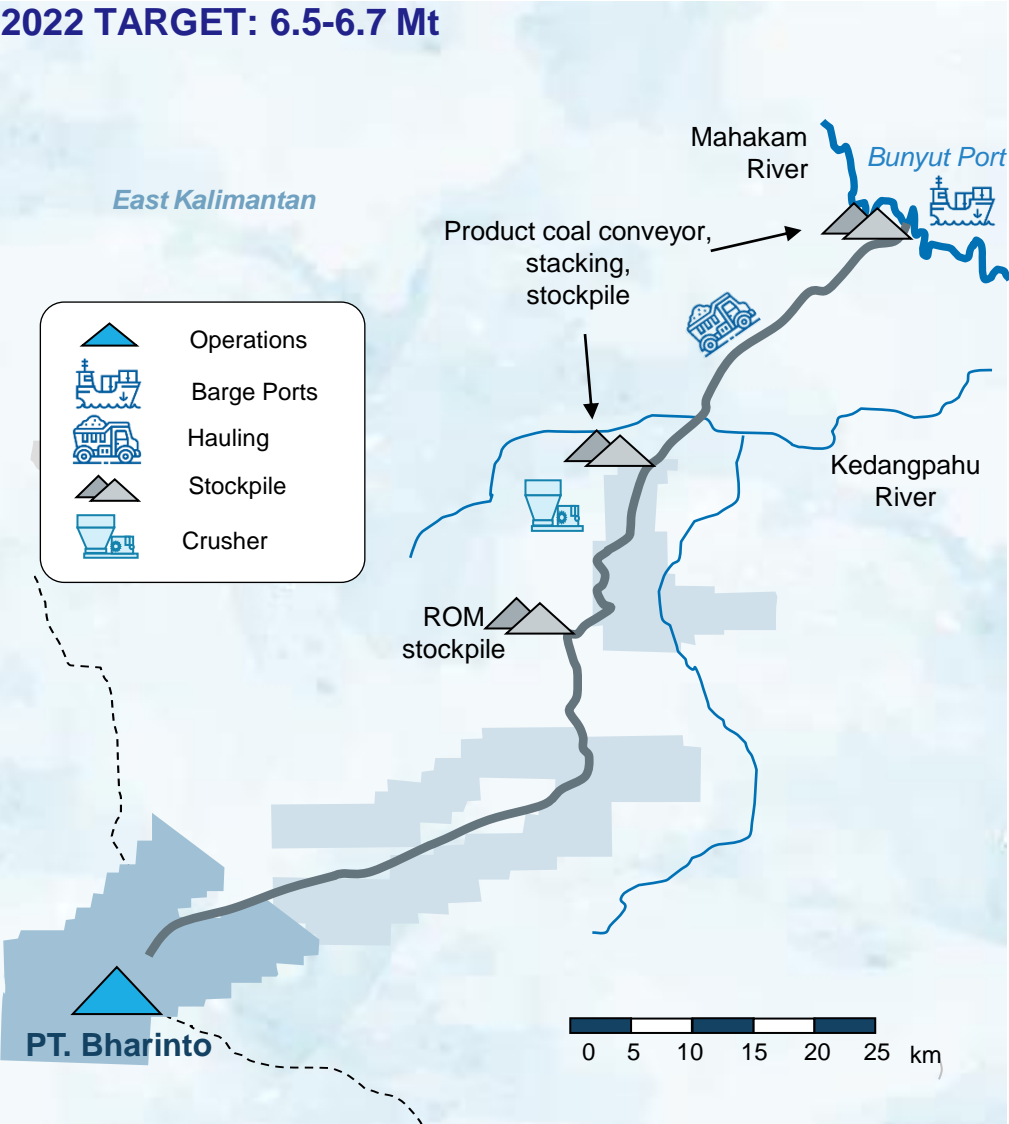 2022 TARGET: 6.5-6.7 Mt
Mahakam
River
Bunyut Port
East Kalimantan
Product coal conveyor,
stacking,
stockpile
Operations
Barge Ports
Hauling
Stockpile
Crusher
Kedangpahu
River
ROM
stockpile
PT. Bharinto
0 5 10 15 20 25 km